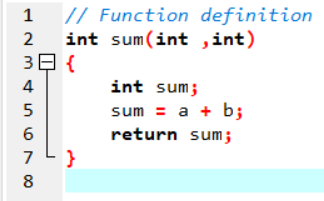 1 // Function definition
2 int sum(int ,int)
3 {
4 int sum;
5 sum = a + b;
6 return sum;
7 }
8